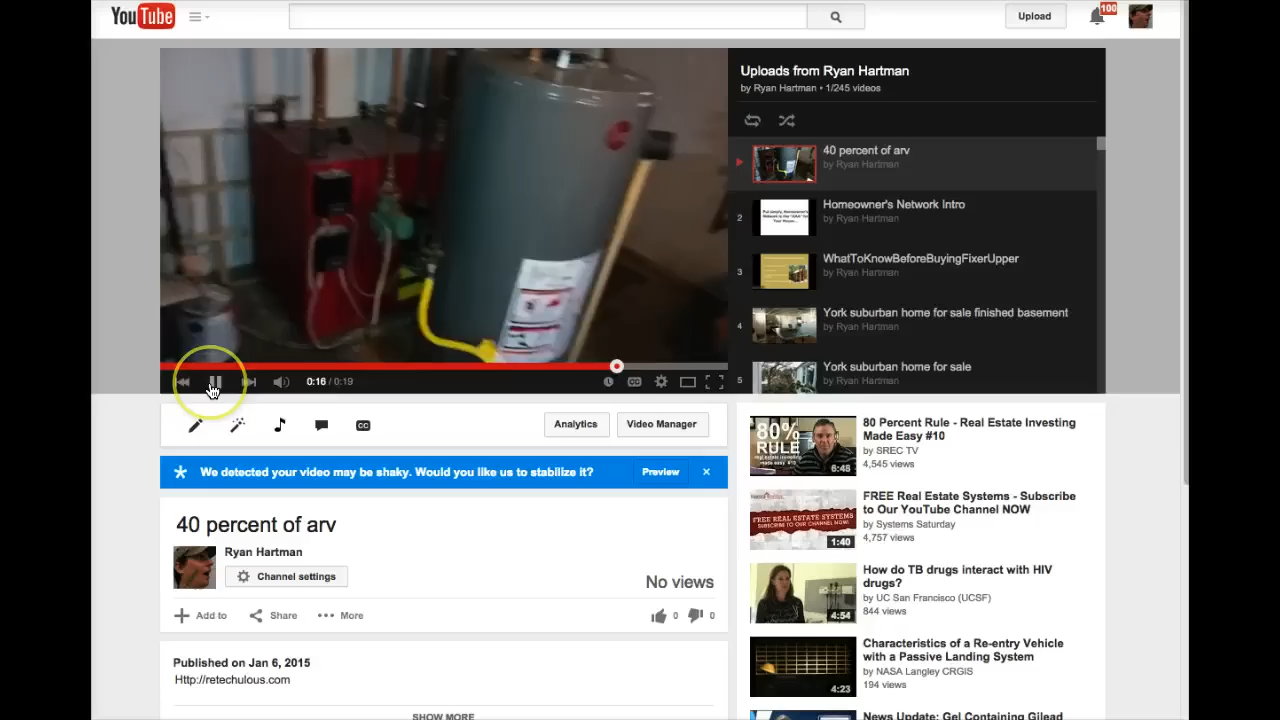 YouTube
Upload
100
Uploads from Ryan Hartman
by Ryan Hartman • 1/245 videos
40 percent of arv
by Ryan Hartman
2
Homeowner's Network Intro
by Ryan Hartman
3
WhatToKnowBeforeBuyingFixerUpper
by Ryan Hartman
4
York suburban home for sale finished basement
by Ryan Hartman
5
York suburban home for sale
by Ryan Hartman
0:16 / 0:19
CC
CC
Analytics
Video Manager
We detected your video may be shaky. Would you like us to stabilize it?
Preview
×
40 percent of arv
Ryan Hartman
Channel settings
No views
Add to
Share
More
0
0
Published on Jan 6, 2015
Http://retechulous.com
SHOW MORE
80%
RULE
6:48
80 Percent Rule - Real Estate Investing
Made Easy #10
by SREC TV
4,545 views
FREE REAL ESTATE SYSTEMS
1:40
FREE Real Estate Systems - Subscribe
to Our YouTube Channel NOW
by Systems Saturday
4,757 views
4:54
How do TB drugs interact with HIV
drugs?
by UC San Francisco (UCSF)
844 views
4:23
Characteristics of a Re-entry Vehicle
with a Passive Landing System
by NASA Langley CRGIS
194 views
News Update: Gel Containing Gilead